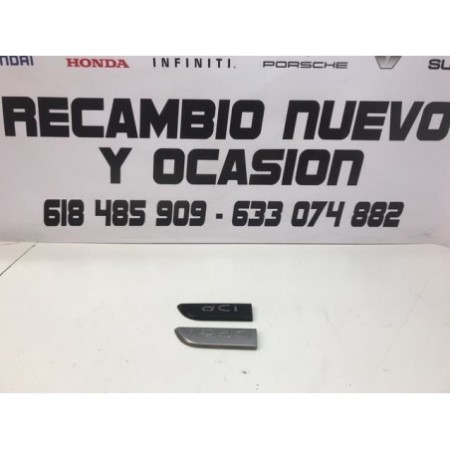 HONDA INFINITI. PORSCHE
RECAMBIO NUEVO
Y OCASION
618 485 909 - 633 074 882
dCi